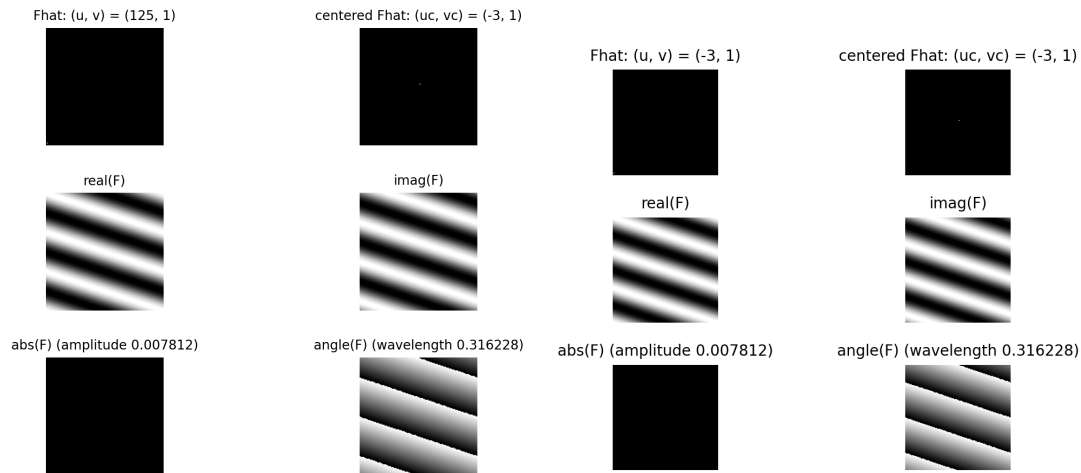 Fhat: (u, v) = (125, 1)
centered Fhat: (uc, vc) = (-3, 1)
real(F)
imag(F)
abs(F) (amplitude 0.007812)
angle(F) (wavelength 0.316228)
Fhat: (u, v) = (-3, 1)
centered Fhat: (uc, vc) = (-3, 1)
real(F)
imag(F)
abs(F) (amplitude 0.007812)
angle(F) (wavelength 0.316228)